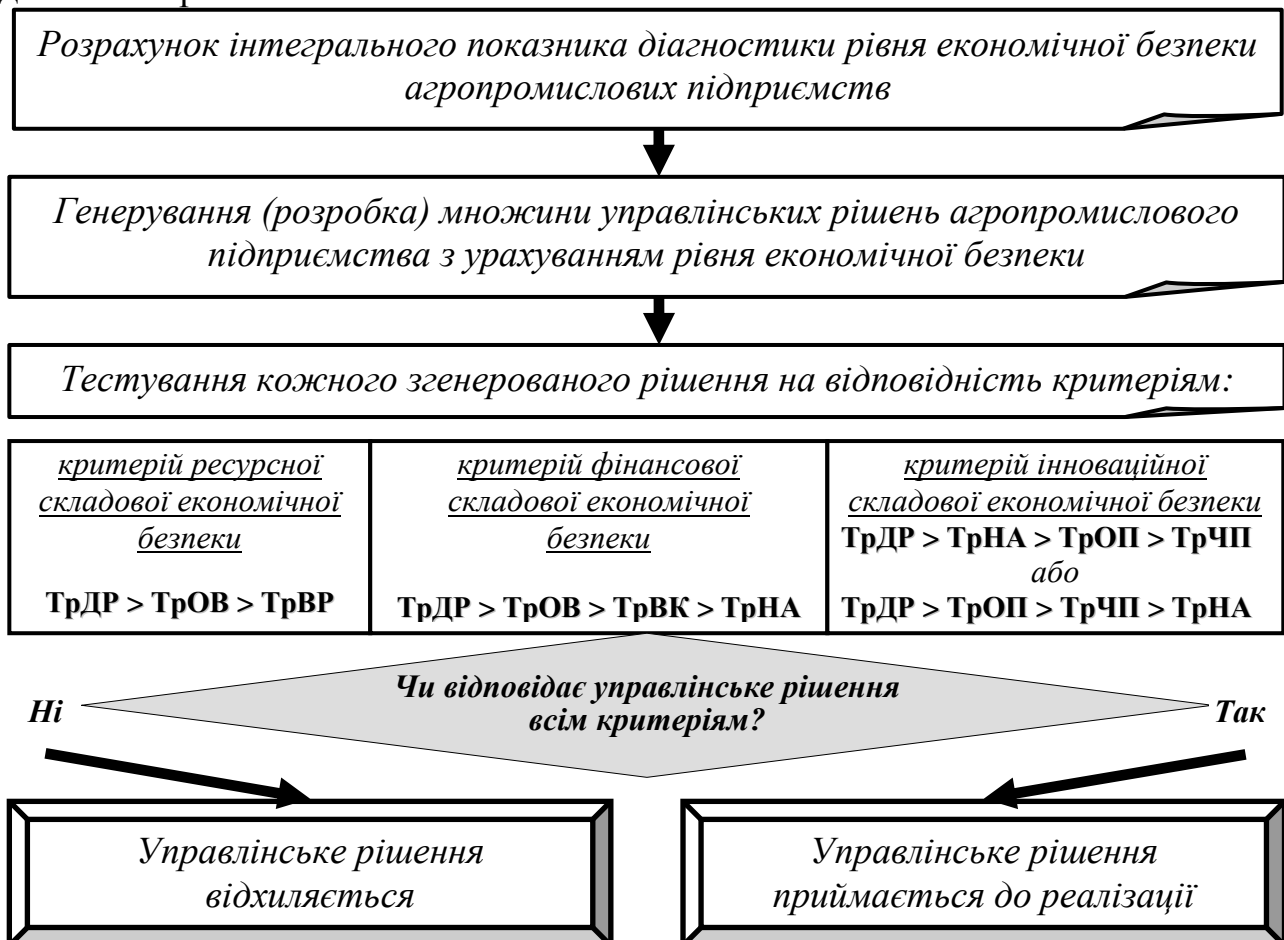 Розрахунок інтегрального показника діагностики рівня економічної безпеки
агропромислових підприємств
Генерування (розробка) множини управлінських рішень агропромислового
підприємства з урахуванням рівня економічної безпеки
Тестування кожного згенерованого рішення на відповідність критеріям:
критерій ресурсної
складової економічної
безпеки
ТрДР > ТрОВ > ТрВР
критерій фінансової
складової економічної
безпеки
ТрДР > ТрОВ > ТрВК > ТрНА
критерій інноваційної
складової економічної безпеки
ТрДР > ТрНА > ТрОП > ТрЧП
або
ТрДР > ТрОП > ТрЧП > ТрНА
Чи відповідає управлінське рішення
всім критеріям?
Ні
Так
Управлінське рішення
відхиляється
Управлінське рішення
приймається до реалізації